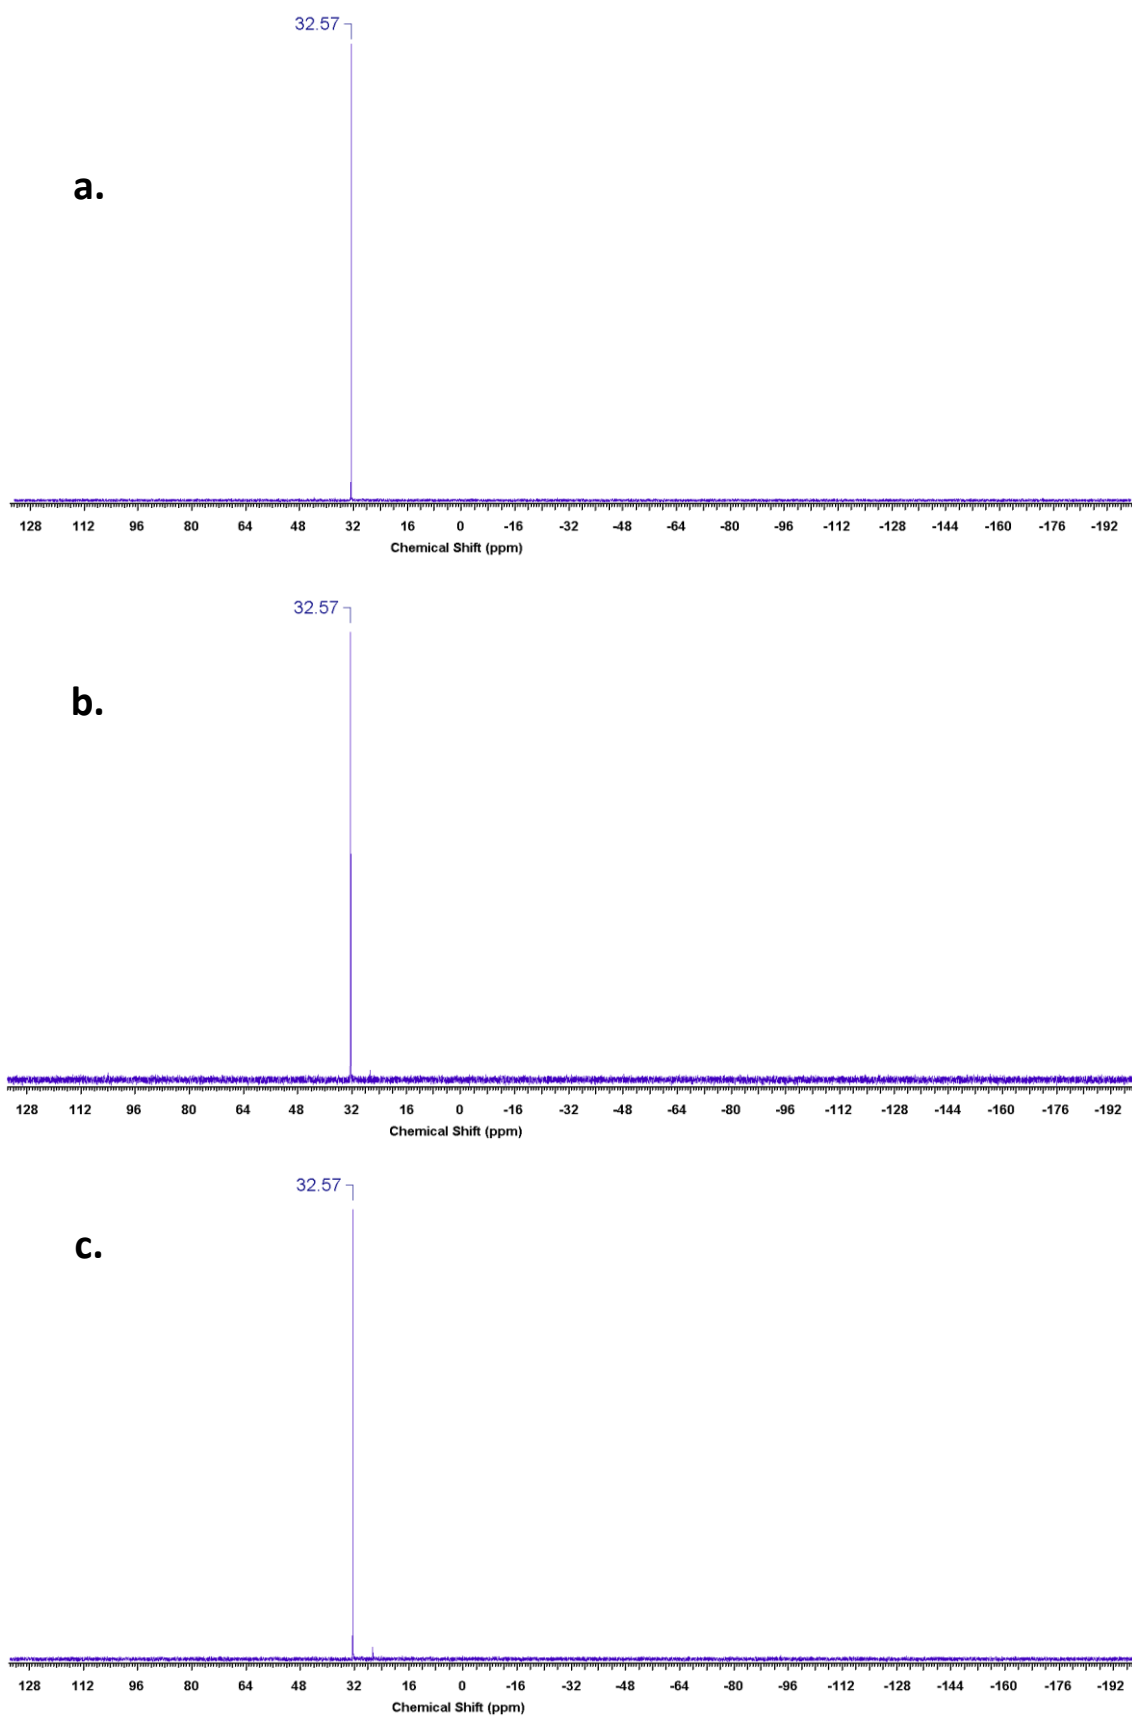 32.57
a.
128 112 96 80 64 48 32 16 0 -16 -32 -48 -64 -80 -96 -112 -128 -144 -160 -176 -192
Chemical Shift (ppm)
32.57
b.
128 112 96 80 64 48 32 16 0 -16 -32 -48 -64 -80 -96 -112 -128 -144 -160 -176 -192
Chemical Shift (ppm)
32.57
c.
128 112 96 80 64 48 32 16 0 -16 -32 -48 -64 -80 -96 -112 -128 -144 -160 -176 -192
Chemical Shift (ppm)